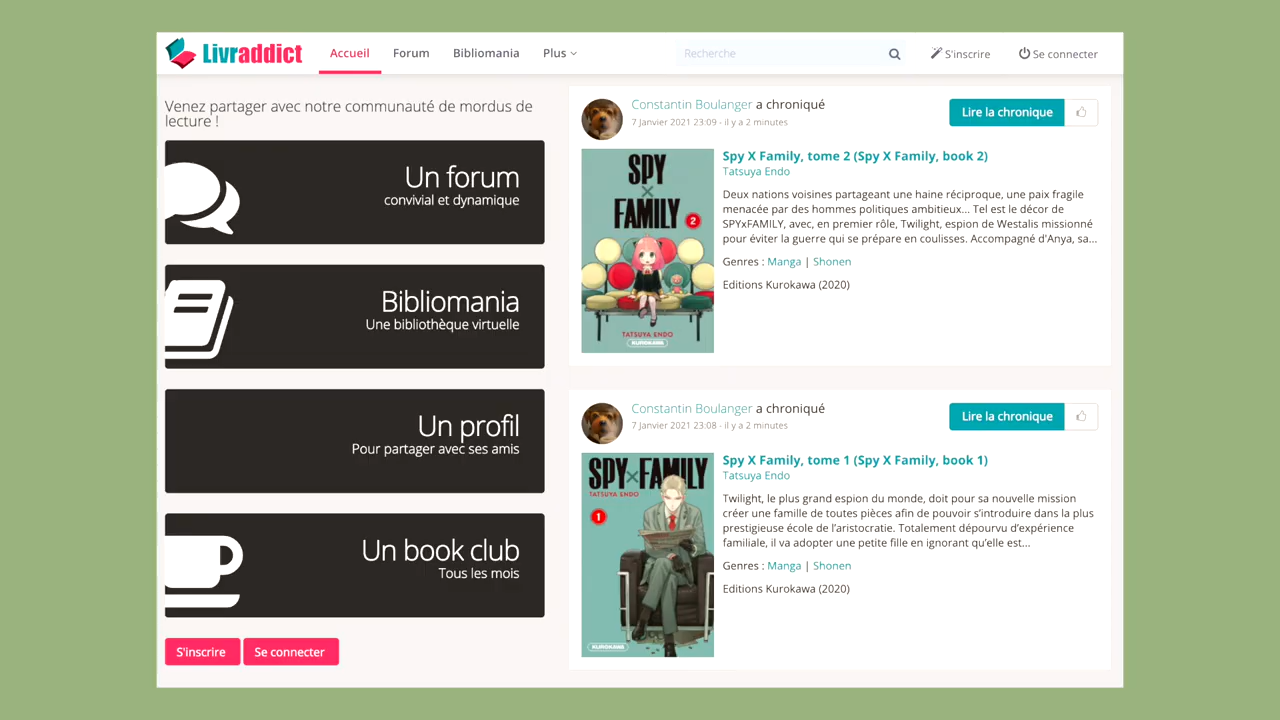 Livraddict
Accueil
Forum
Bibliomania
Plus
Recherche
S'inscrire
Se connecter
Venez partager avec notre communauté de mordus de
lecture !
Un forum
convivial et dynamique
Bibliomania
Une bibliothèque virtuelle
Un profil
Pour partager avec ses amis
Un book club
Tous les mois
S'inscrire
Se connecter
Constantin Boulanger a chroniqué
7 Janvier 2021 23:09 - il y a 2 minutes
Lire la chronique
SPY
×
FAMILY
2
TATSUYA ENDO
KUROKAWA
Spy X Family, tome 2 (Spy X Family, book 2)
Tatsuya Endo
Deux nations voisines partageant une haine réciproque, une paix fragile
menacée par des hommes politiques ambitieux... Tel est le décor de
SPYxFAMILY, avec, en premier rôle, Twilight, espion de Westalis missionné
pour éviter la guerre qui se prépare en coulisses. Accompagné d'Anya, sa...
Genres : Manga | Shonen
Editions Kurokawa (2020)
Constantin Boulanger a chroniqué
7 Janvier 2021 23:08 - il y a 2 minutes
Lire la chronique
SPY×FAMILY
TATSUYA ENDO
1
KUROKAWA
Spy X Family, tome 1 (Spy X Family, book 1)
Tatsuya Endo
Twilight, le plus grand espion du monde, doit pour sa nouvelle mission
créer une famille de toutes pièces afin de pouvoir s’introduire dans la plus
prestigieuse école de l’aristocratie. Totalement dépourvu d’expérience
familiale, il va adopter une petite fille en ignorant qu’elle est...
Genres : Manga | Shonen
Editions Kurokawa (2020)